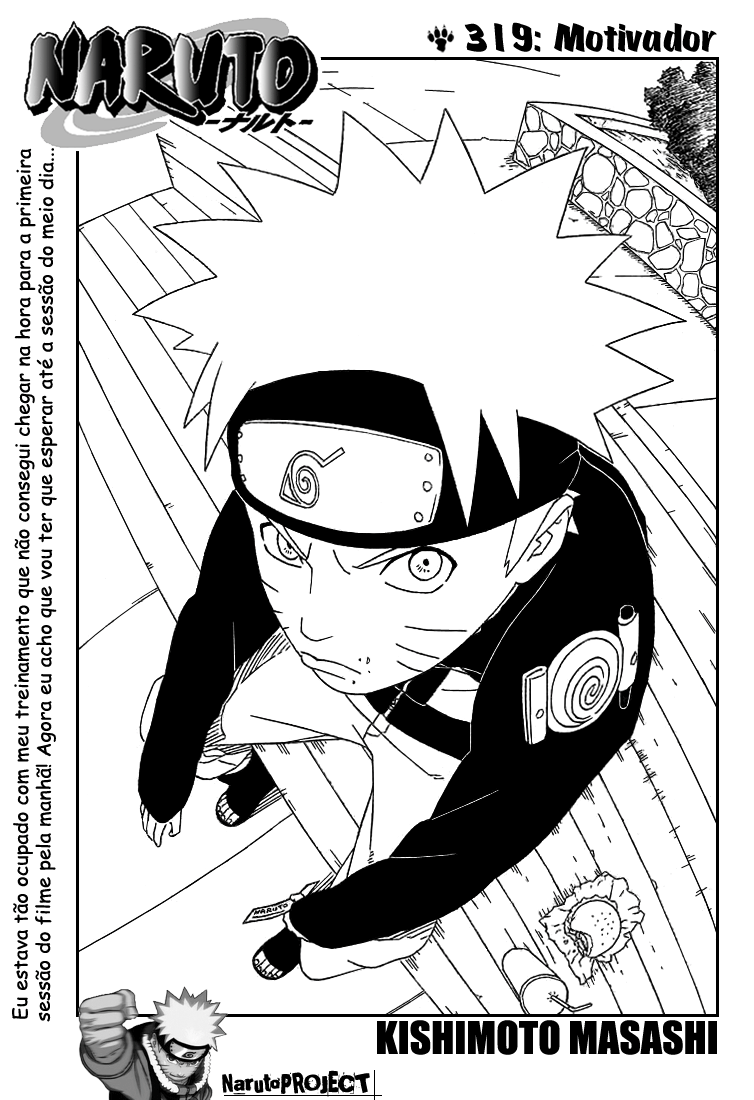 NARUTO
-ナルト-
319: Motivador
Eu estava tão ocupado com meu treinamento que não consegui chegar na hora para a primeira
sessão do filme pela manhã! Agora eu acho que vou ter que esperar até a sessão do meio dia...
NARUTO
KISHIMOTO MASASHI
NarutoPROJECT